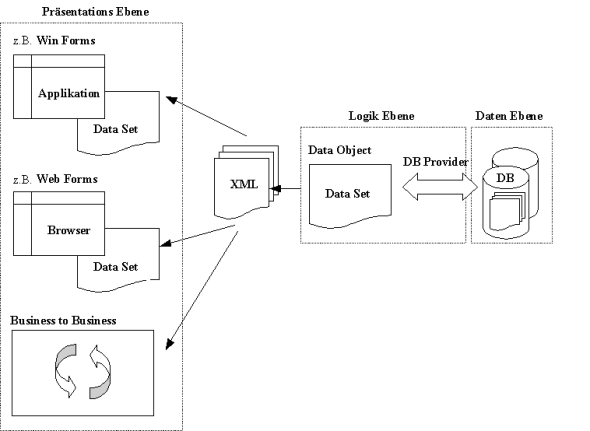 Präsentations Ebene
z.B. Win Forms
Applikation
Data Set
z.B. Web Forms
Browser
Data Set
Business to Business
XML
Logik Ebene
Data Object
Data Set
DB Provider
Daten Ebene
DB